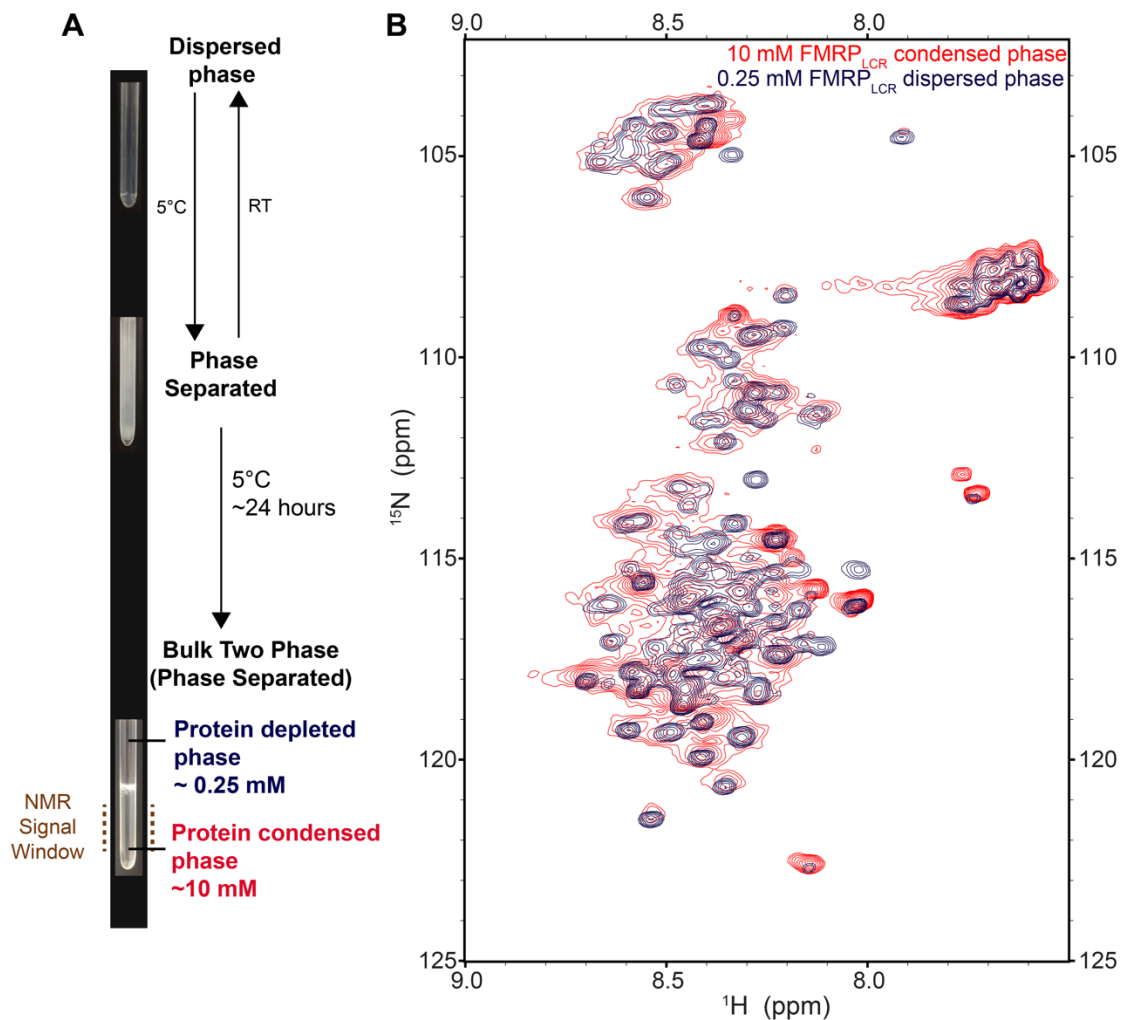 A
Dispersed
phase
5°C
RT
Phase
Separated
5°C
~24 hours
Bulk Two Phase
(Phase Separated)
Protein depleted
phase
~ 0.25 mM
NMR
Signal
Window
Protein condensed
phase
~10 mM
B
9.0
8.5
8.0
10 mM FMRP_LCR condensed phase
0.25 mM FMRP_LCR dispersed phase
105
105
110
110
115
115
120
120
125
125
¹⁵N (ppm)
9.0
8.5
8.0
¹H (ppm)